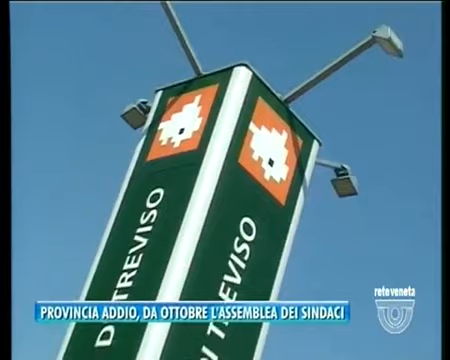 reteveneta
DI TREVISO
DI TREVISO
PROVINCIA ADDIO, DA OTTOBRE L'ASSEMBLEA DEI SINDACI